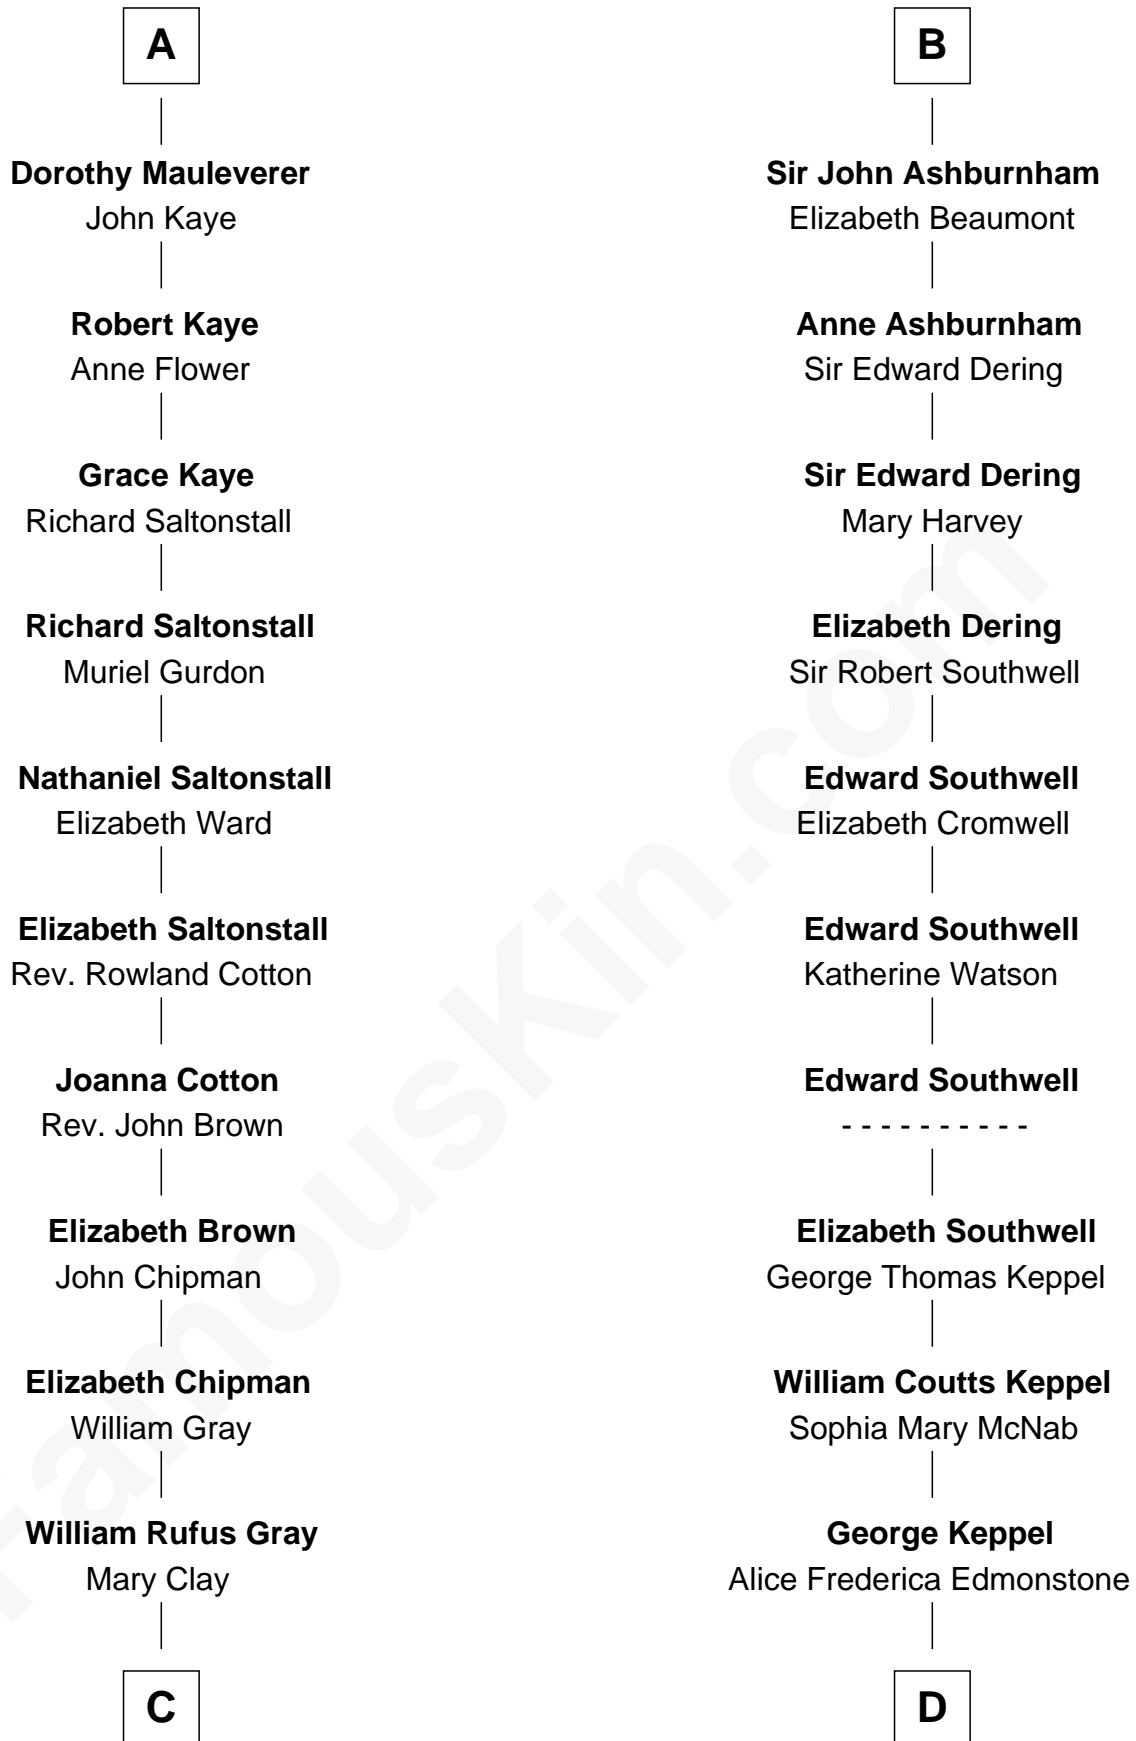 A
Dorothy Mauleverer
John Kaye
Robert Kaye
Anne Flower
Grace Kaye
Richard Saltonstall
Richard Saltonstall
Muriel Gurdon
Nathaniel Saltonstall
Elizabeth Ward
Elizabeth Saltonstall
Rev. Rowland Cotton
Joanna Cotton
Rev. John Brown
Elizabeth Brown
John Chipman
Elizabeth Chipman
William Gray
William Rufus Gray
Mary Clay
C
B
Sir John Ashburnham
Elizabeth Beaumont
Anne Ashburnham
Sir Edward Dering
Sir Edward Dering
Mary Harvey
Elizabeth Dering
Sir Robert Southwell
Edward Southwell
Elizabeth Cromwell
Edward Southwell
Katherine Watson
Edward Southwell
- - - - - - - - - -
Elizabeth Southwell
George Thomas Keppel
William Coutts Keppel
Sophia Mary McNab
George Keppel
Alice Frederica Edmonstone
D
FamousKin.com